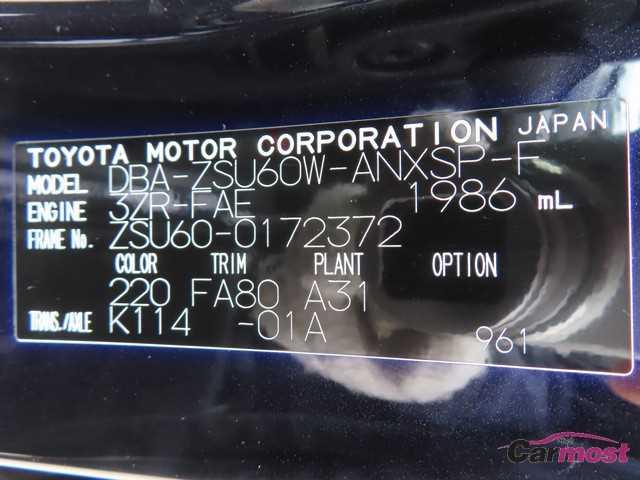 TOYOTA MOTOR CORPORATION JAPAN
MODEL DBA-ZSU60W-ANXSP-F
ENGINE 3ZR-FAE 1986 mL
FRAME No. ZSU60-0172372
COLOR TRIM PLANT OPTION
220 FA80 A31
TRANS./AXLE K114 -01A 961
Carmost